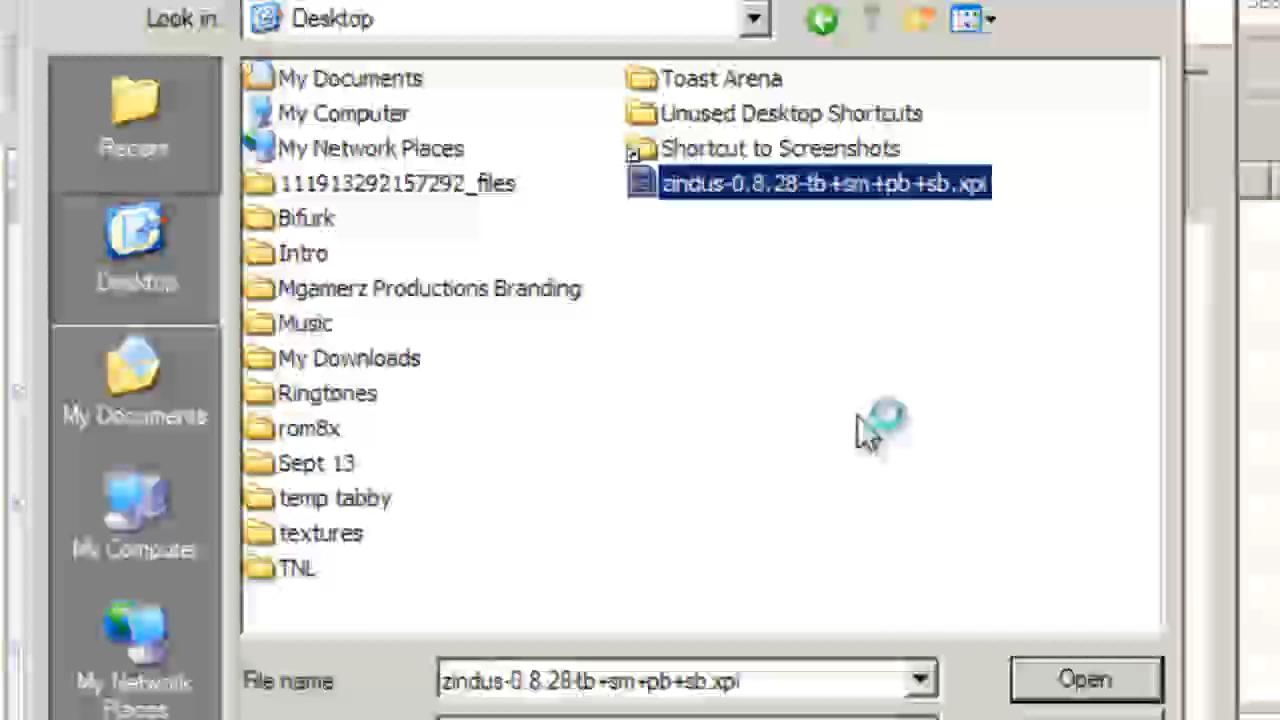 Look in:
Desktop
My Documents
My Computer
My Network Places
111913292157292_files
Bifurk
Intro
Mgamerz Productions Branding
Music
My Downloads
Ringtones
rom8x
Sept 13
temp tabby
textures
TNL
Toast Arena
Unused Desktop Shortcuts
Shortcut to Screenshots
zindus-0.8.28-tb+sm+pb+sb.xpi
Recent
Desktop
My Documents
My Computer
My Network
Places
File name
zindus-0.8.28-tb+sm+pb+sb.xpi
Open